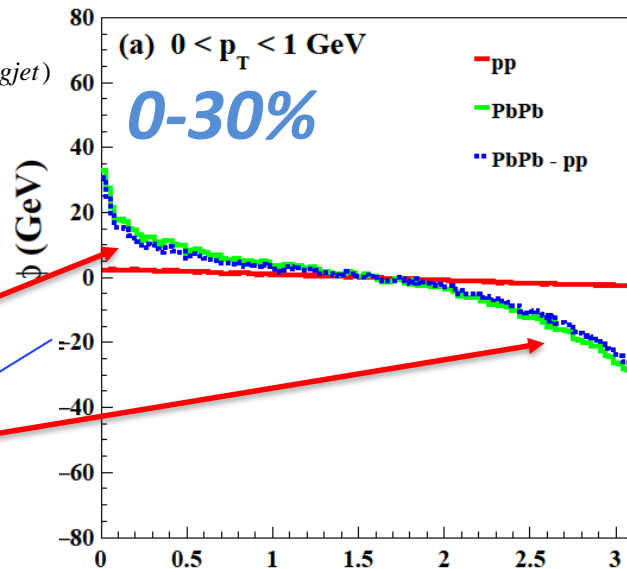 gjet)
(a) 0 < p_T < 1 GeV
0-30%
pp
PbPb
PbPb - pp
ϕ (GeV)
80
60
40
20
0
-20
-40
-60
-80
0 0.5 1 1.5 2 2.5 3